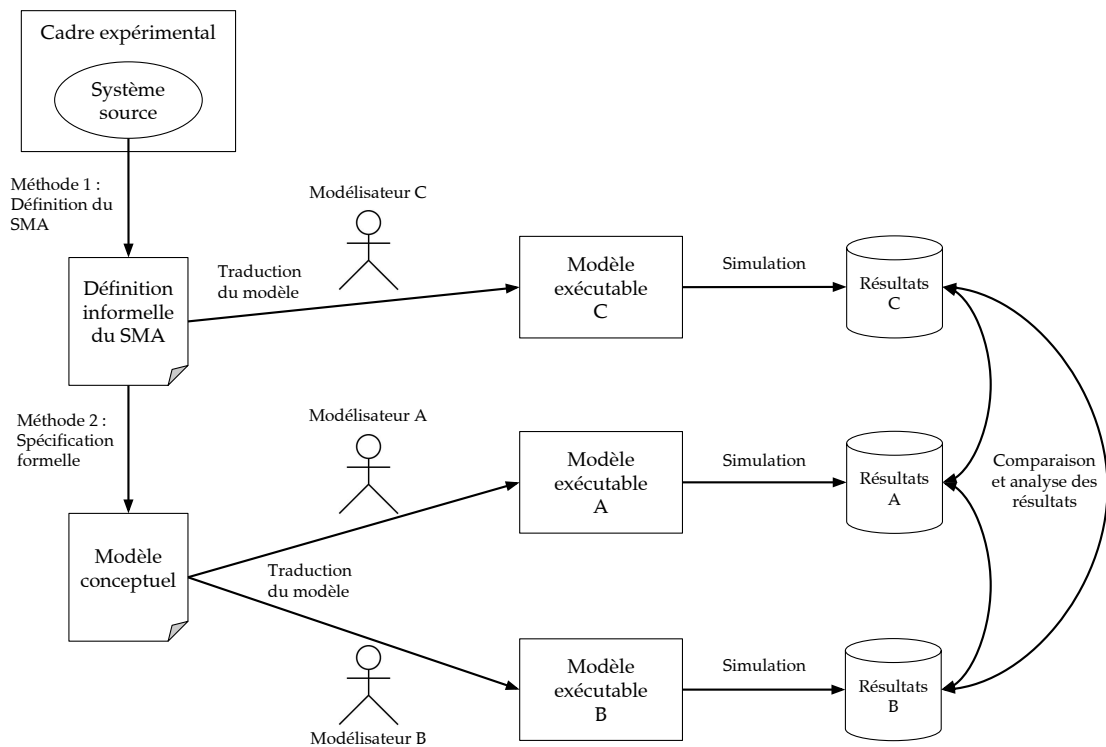 Cadre expérimental
Système
source
Méthode 1 :
Définition du
SMA
Modélisateur C
Définition
informelle
du SMA
Traduction
du modèle
Modèle
exécutable
C
Simulation
Résultats
C
Méthode 2 :
Spécification
formelle
Modélisateur A
Modèle
exécutable
A
Simulation
Résultats
A
Comparaison
et analyse des
résultats
Modèle
conceptuel
Traduction
du modèle
Modélisateur B
Modèle
exécutable
B
Simulation
Résultats
B